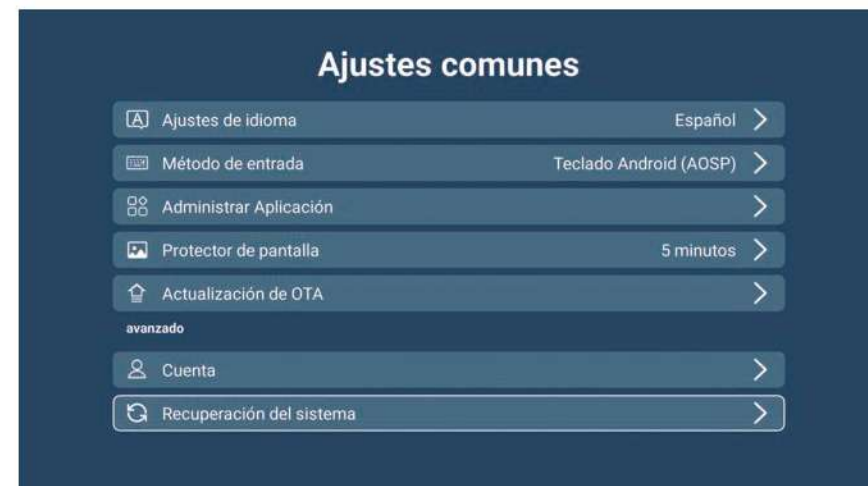 Ajustes comunes
Ajustes de idioma Español
Método de entrada Teclado Android (AOSP)
Administrar Aplicación
Protector de pantalla 5 minutos
Actualización de OTA
avanzado
Cuenta
Recuperación del sistema